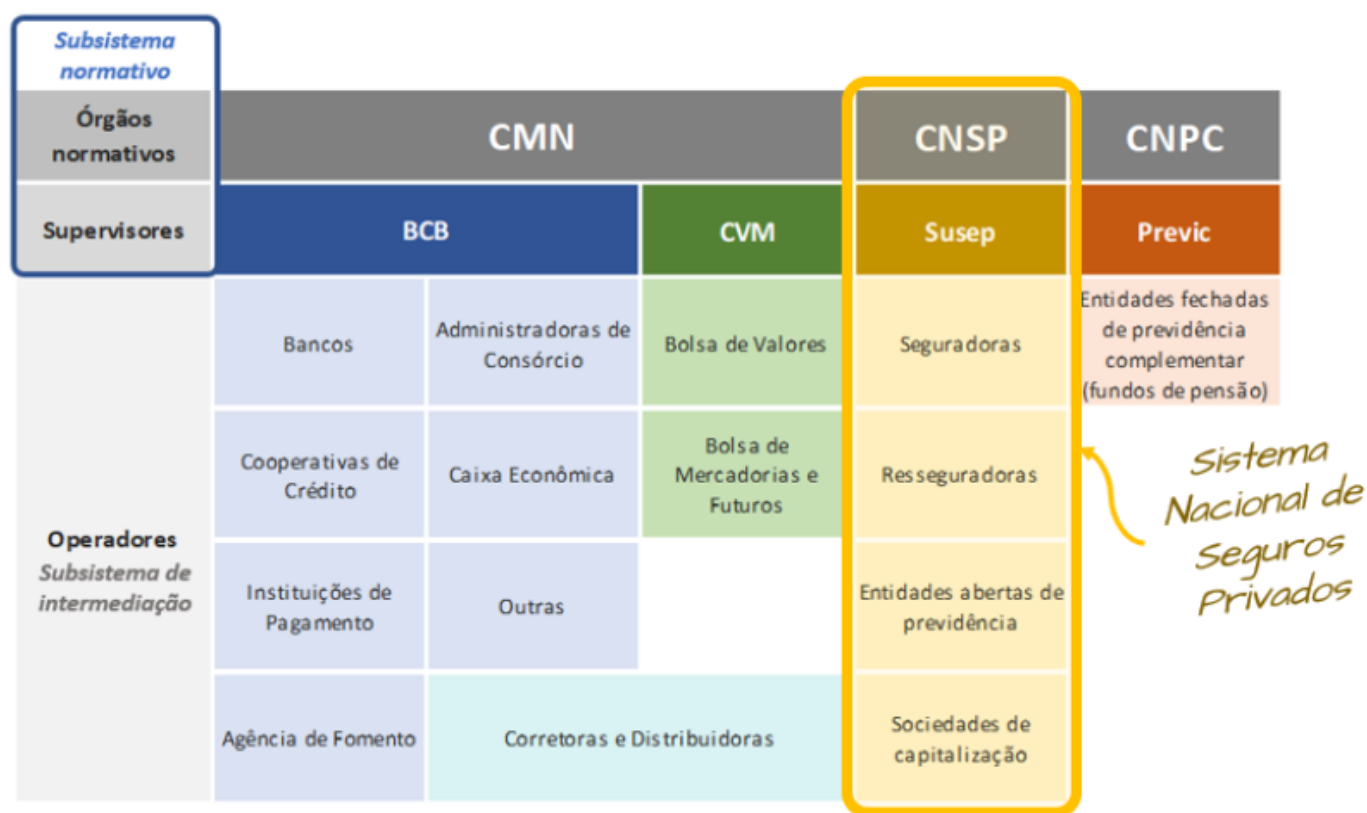 Subsistema
normativo
Órgãos
normativos
CMN
CNSP
CNPC
Supervisores
BCB
CVM
Susep
Previc
Operadores
Subsistema de
intermediação
Bancos
Administradoras de
Consórcio
Bolsa de Valores
Seguradoras
Entidades fechadas
de previdência
complementar
(fundos de pensão)
Cooperativas de
Crédito
Caixa Econômica
Bolsa de
Mercadorias e
Futuros
Resseguradoras
Instituições de
Pagamento
Outras
Entidades abertas de
previdência
Agência de Fomento
Corretoras e Distribuidoras
Sociedades de
capitalização
Sistema
Nacional de
Seguros
Privados